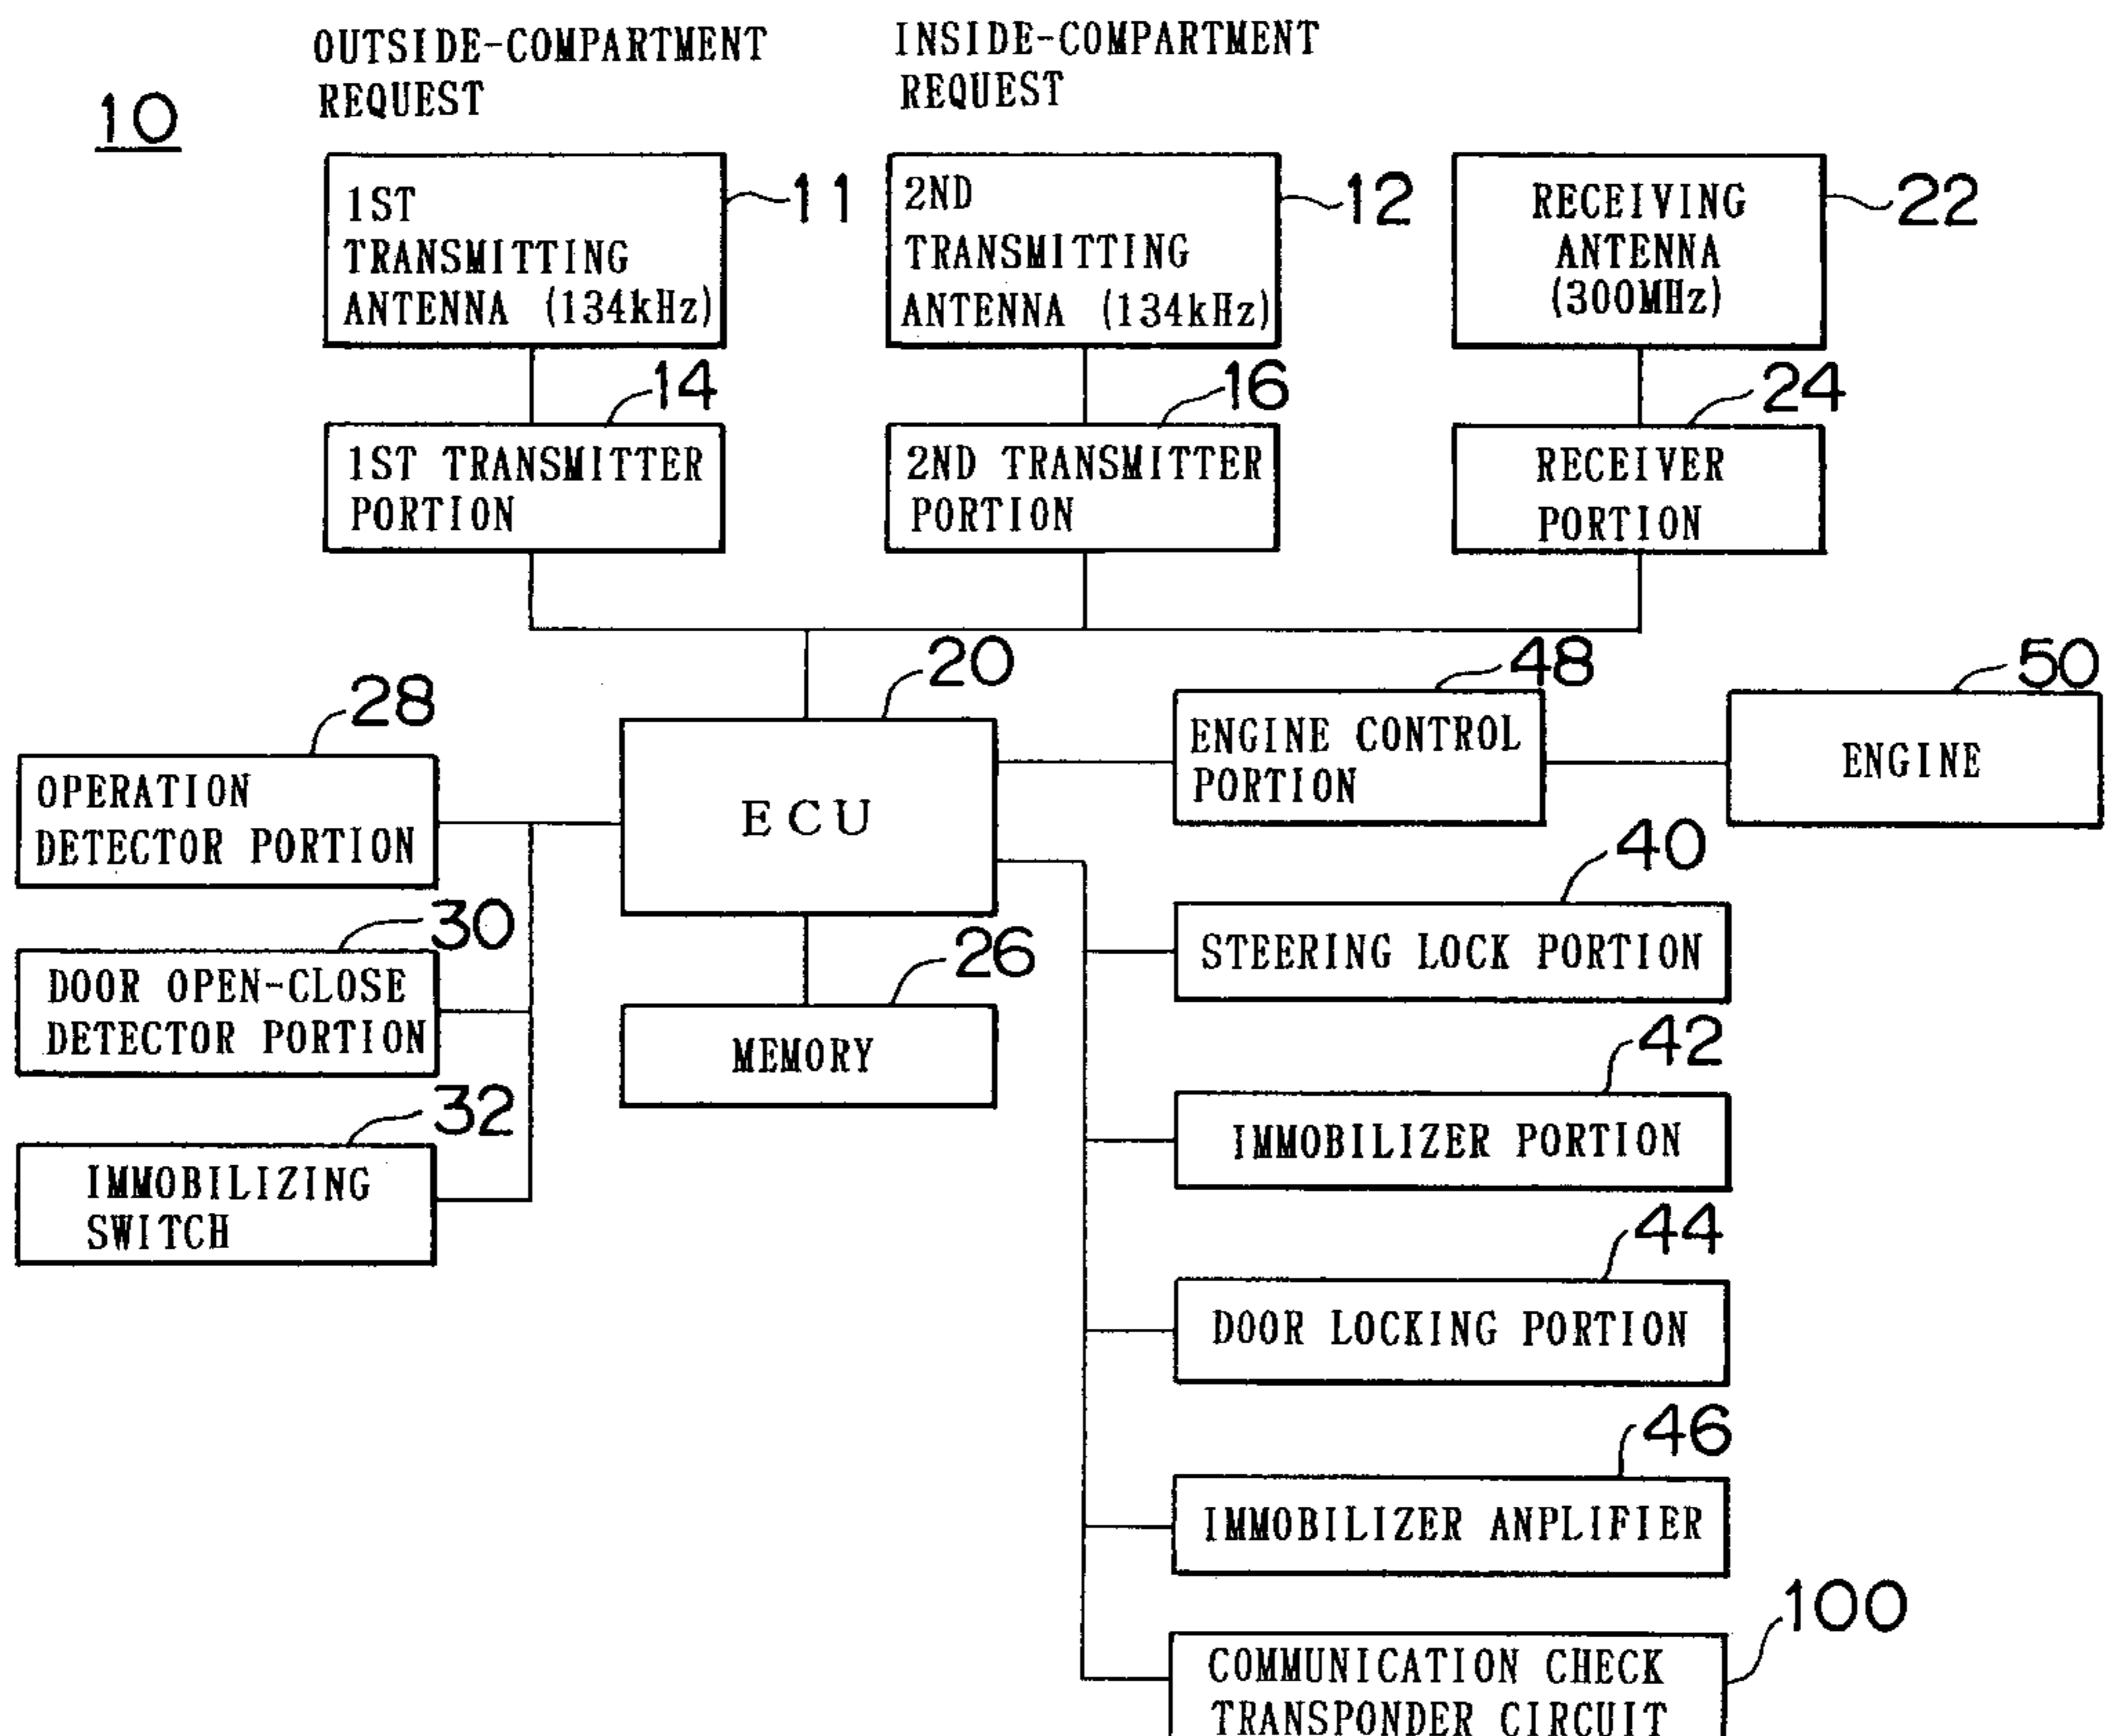 OUTSIDE-COMPARTMENT
REQUEST
INSIDE-COMPARTMENT
REQUEST
10
1ST
TRANSMITTING
ANTENNA (134kHz)
11
2ND
TRANSMITTING
ANTENNA (134kHz)
12
RECEIVING
ANTENNA
(300MHz)
22
14
1ST TRANSMITTER
PORTION
16
2ND TRANSMITTER
PORTION
24
RECEIVER
PORTION
28
OPERATION
DETECTOR PORTION
20
ECU
48
ENGINE CONTROL
PORTION
50
ENGINE
30
DOOR OPEN-CLOSE
DETECTOR PORTION
26
MEMORY
40
STEERING LOCK PORTION
32
IMMOBILIZING
SWITCH
42
IMMOBILIZER PORTION
44
DOOR LOCKING PORTION
46
IMMOBILIZER ANPLIFIER
100
COMMUNICATION CHECK
TRANSPONDER CIRCUIT